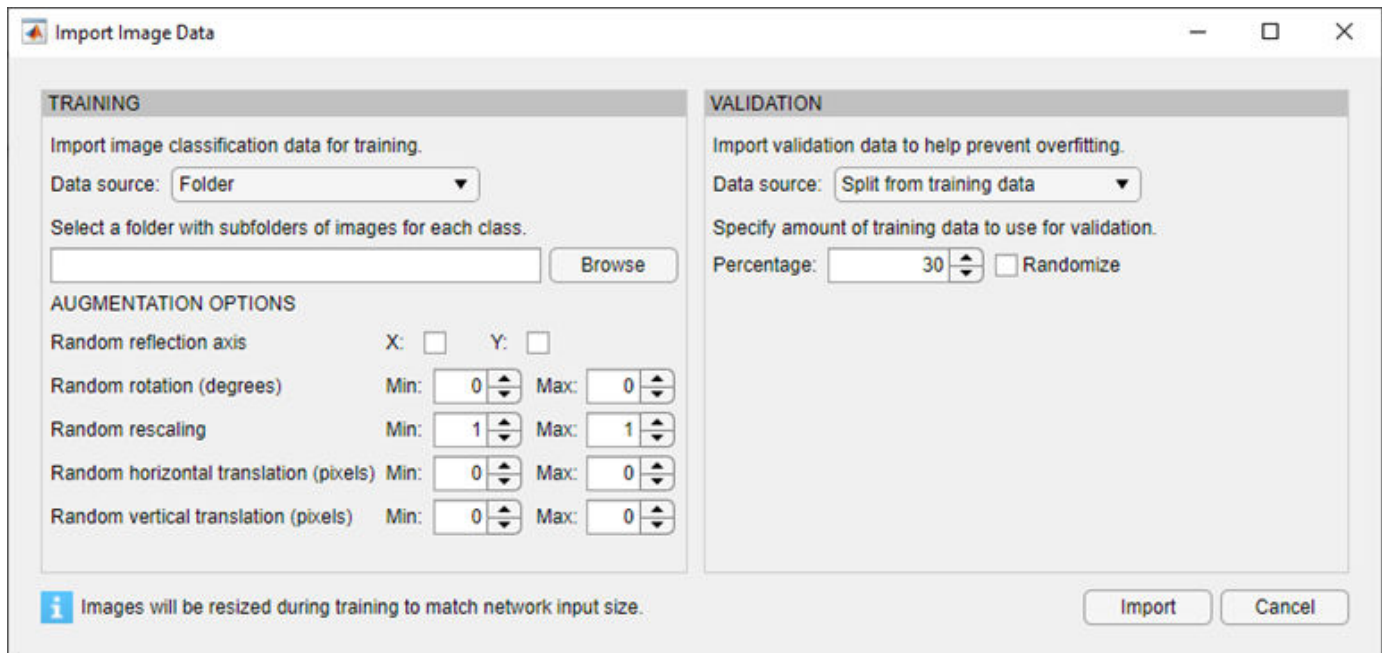 Import Image Data
TRAINING
Import image classification data for training.
Data source: Folder
Select a folder with subfolders of images for each class.
Browse
AUGMENTATION OPTIONS
Random reflection axis X: Y:
Random rotation (degrees) Min: 0 Max: 0
Random rescaling Min: 1 Max: 1
Random horizontal translation (pixels) Min: 0 Max: 0
Random vertical translation (pixels) Min: 0 Max: 0
VALIDATION
Import validation data to help prevent overfitting.
Data source: Split from training data
Specify amount of training data to use for validation.
Percentage: 30 Randomize
i Images will be resized during training to match network input size.
Import Cancel